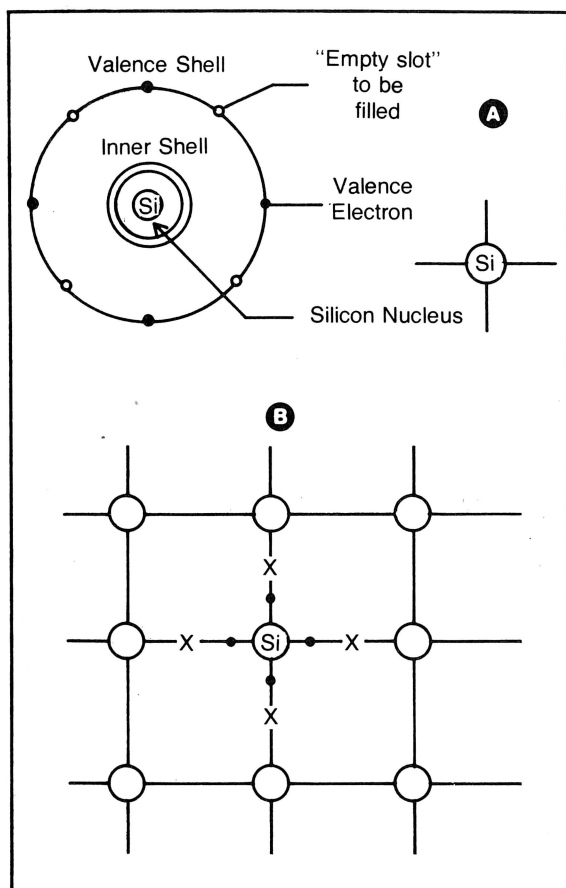 Valence Shell
"Empty slot"
to be
filled
A
Inner Shell
Si
Valence
Electron
Si
Silicon Nucleus
B
X
X
Si
X
X